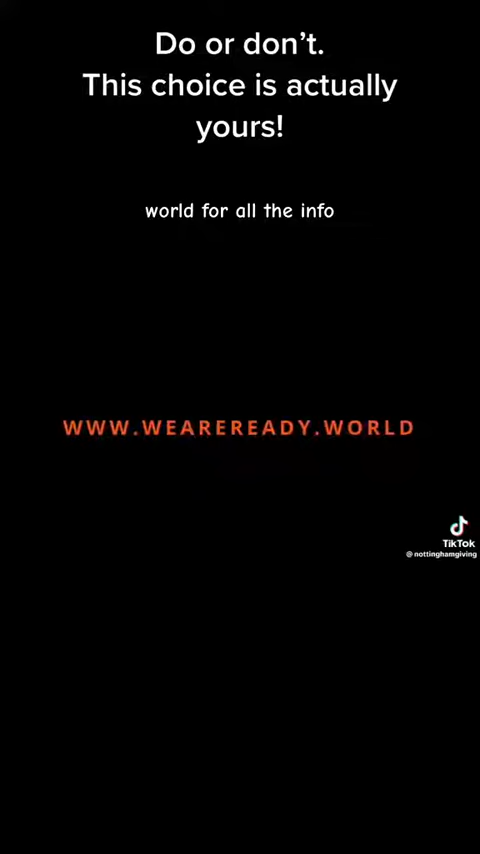 Do or don’t.
This choice is actually
yours!
world for all the info
WWW.WEAREREADY.WORLD
TikTok
@nottinghamgiving